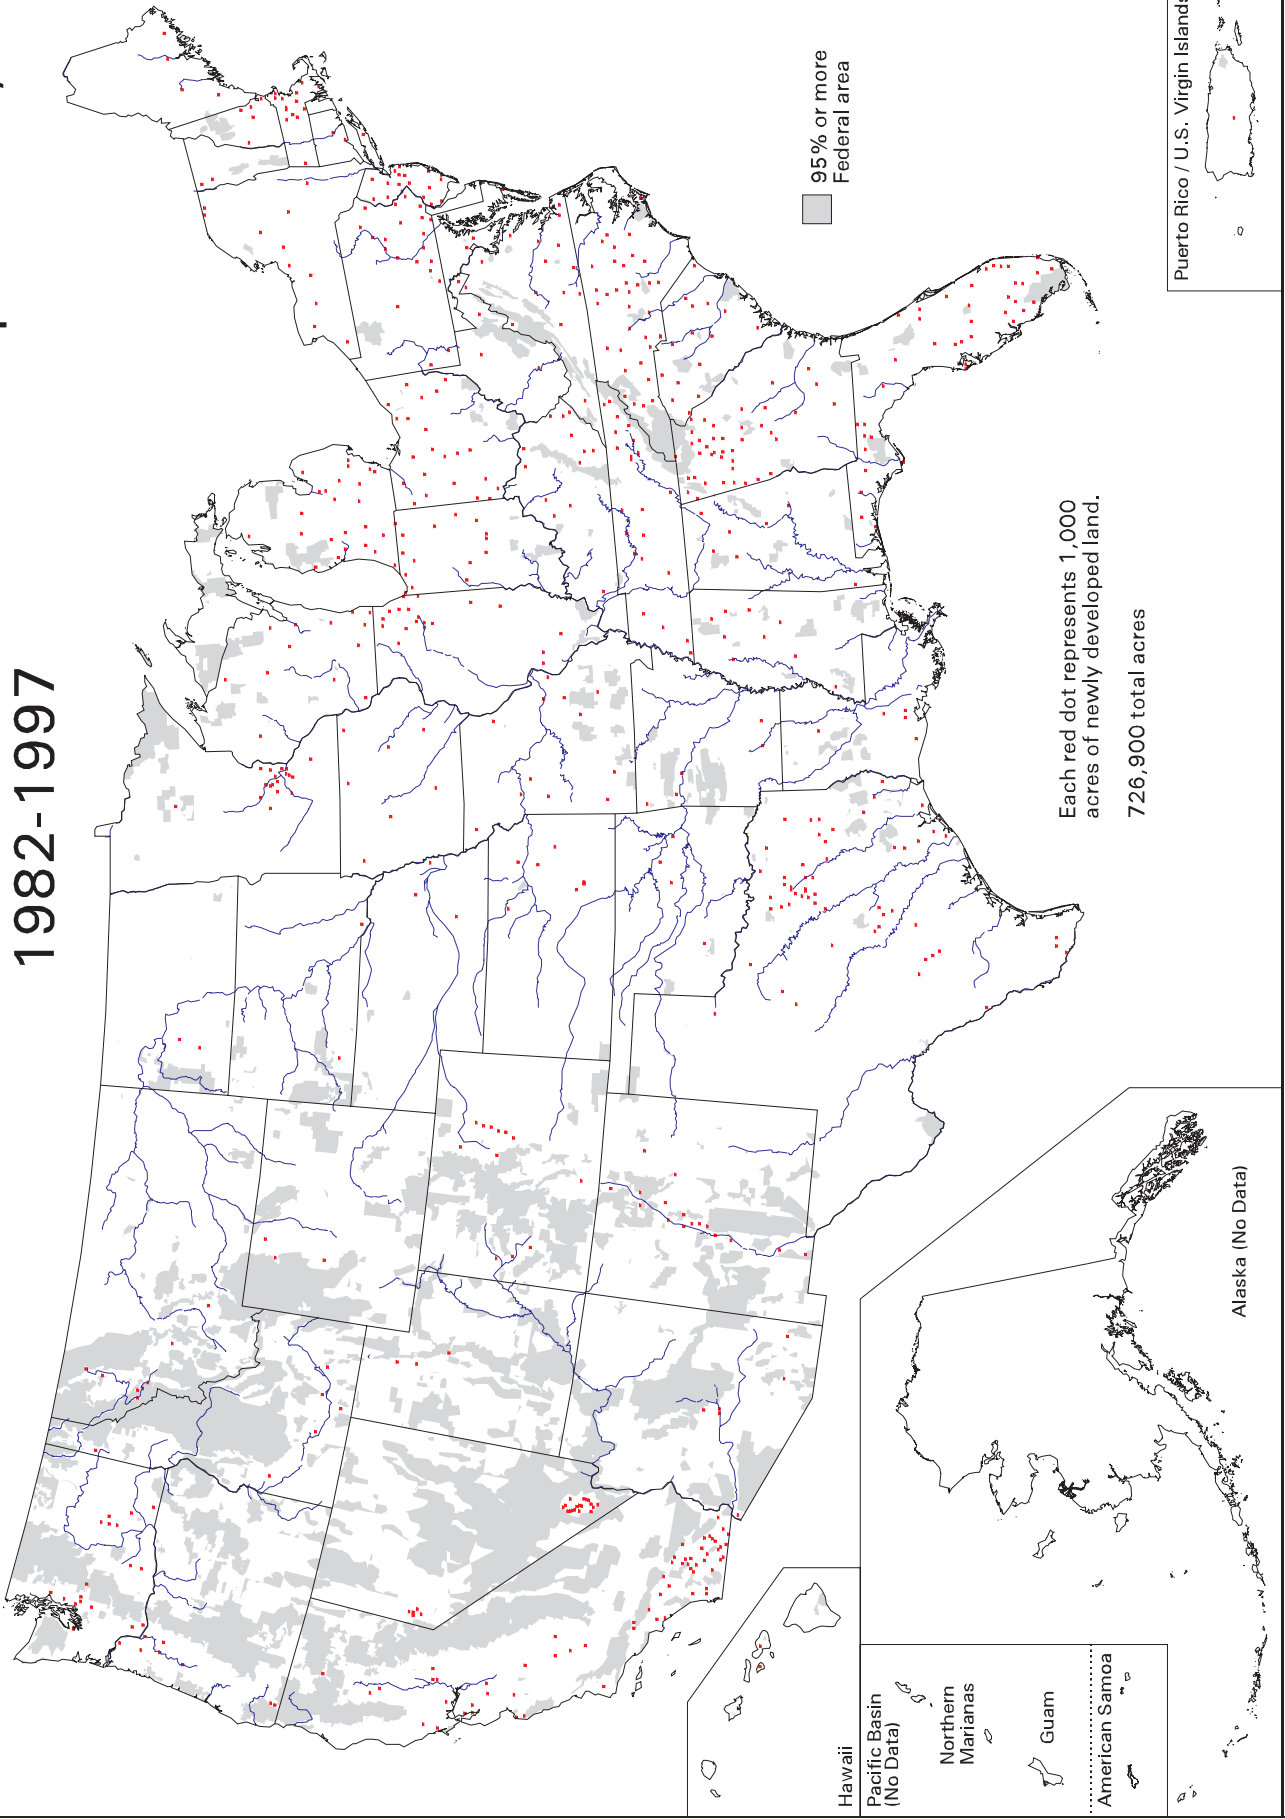 1982-1997
95% or more
Federal area
Each red dot represents 1,000
acres of newly developed land.
726,900 total acres
Puerto Rico / U.S. Virgin Islands
Alaska (No Data)
Hawaii
Pacific Basin
(No Data)
Northern
Marianas
Guam
American Samoa